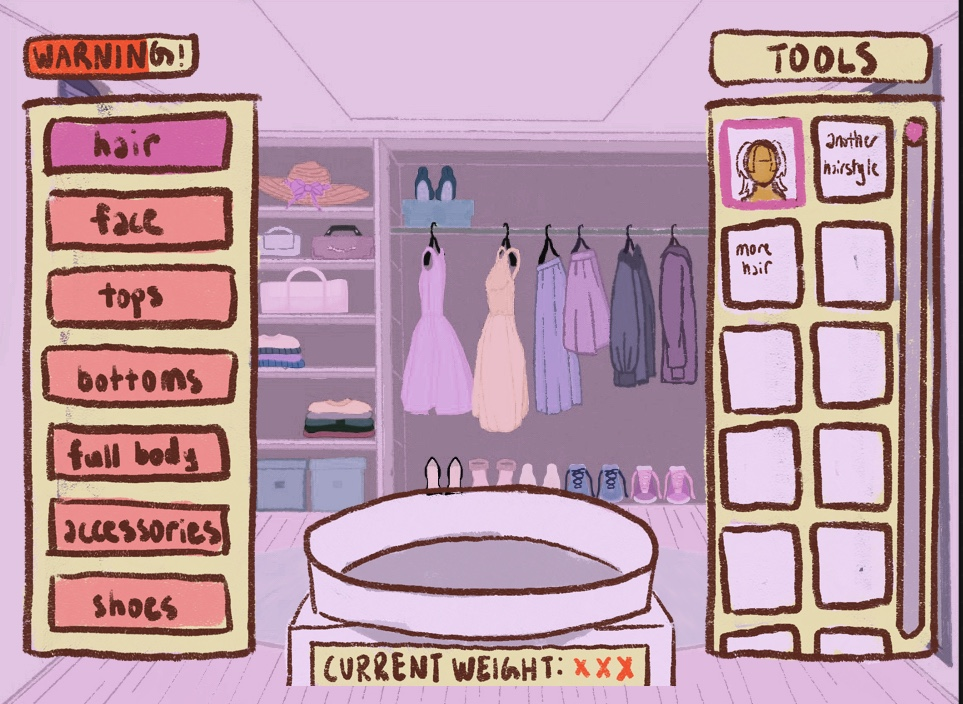 WARNING!
hair
face
tops
bottoms
full body
accessories
shoes
TOOLS
another
hairstyle
more
hair
CURRENT WEIGHT: XXX